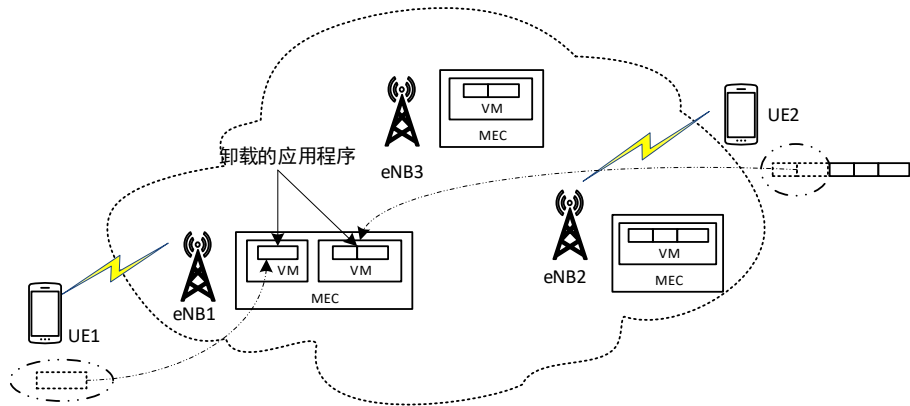 VM
MEC
UE2
卸载的应用程序
eNB3
VM
VM
VM
MEC
eNB2
MEC
eNB1
UE1